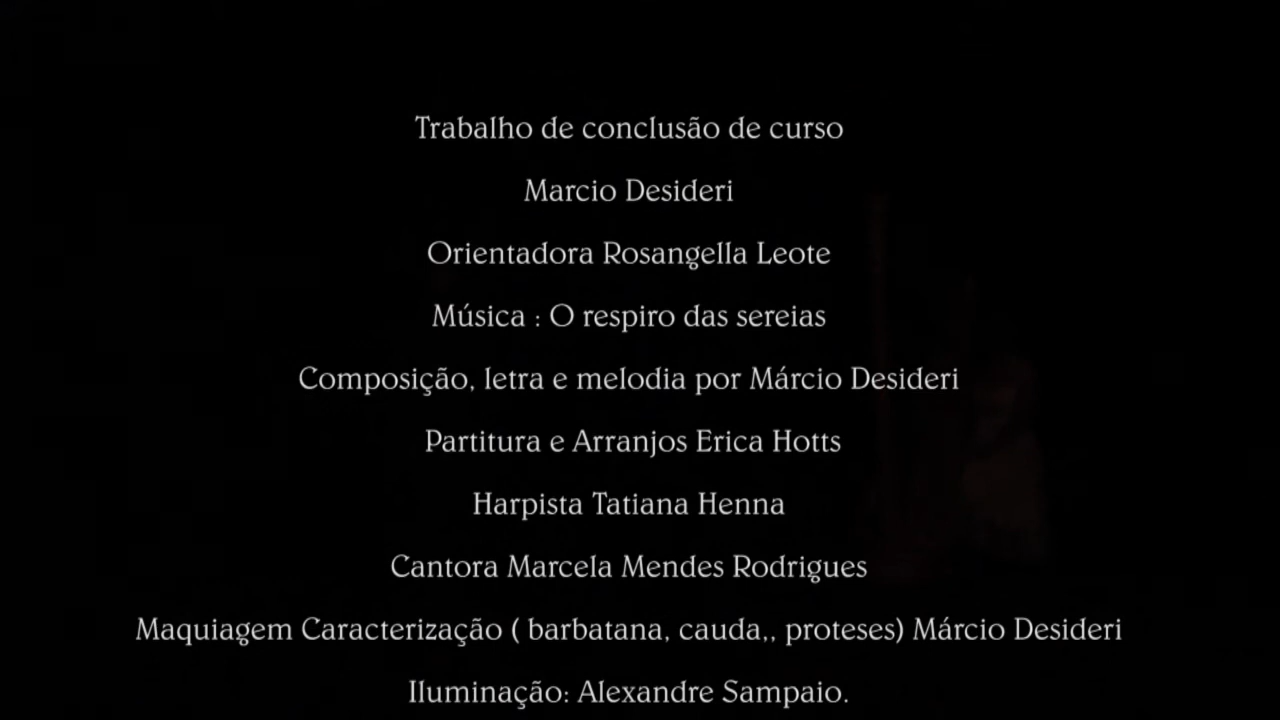 Trabalho de conclusão de curso
Marcio Desideri
Orientadora Rosangella Leote
Música : O respiro das sereias
Composição, letra e melodia por Márcio Desideri
Partitura e Arranjos Erica Hotts
Harpista Tatiana Henna
Cantora Marcela Mendes Rodrigues
Maquiagem Caracterização ( barbatana, cauda,, proteses) Márcio Desideri
Iluminação: Alexandre Sampaio.